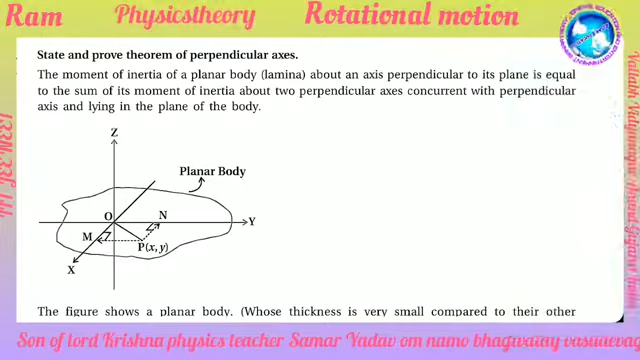 Ram
Physicstheory
Rotational motion
State and prove theorem of perpendicular axes.
The moment of inertia of a planar body (lamina) about an axis perpendicular to its plane is equal
to the sum of its moment of inertia about two perpendicular axes concurrent with perpendicular
axis and lying in the plane of the body.
Z
Planar Body
O
N
Y
M
P(x, y)
X
The figure shows a planar body. (Whose thickness is very small compared to their other
Son of lord Krishna physics teacher Samar Yadav om namo bhagwaay vasudevag